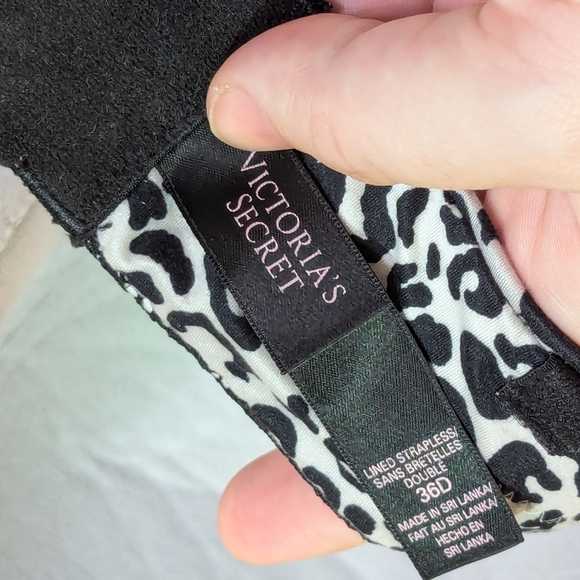 VICTORIA'S
SECRET
LINED STRAPLESS/
SANS BRETELLES
DOUBLE
36D
MADE IN SRI LANKA/
FAIT AU SRI LANKA/
HECHO EN
SRI LANKA